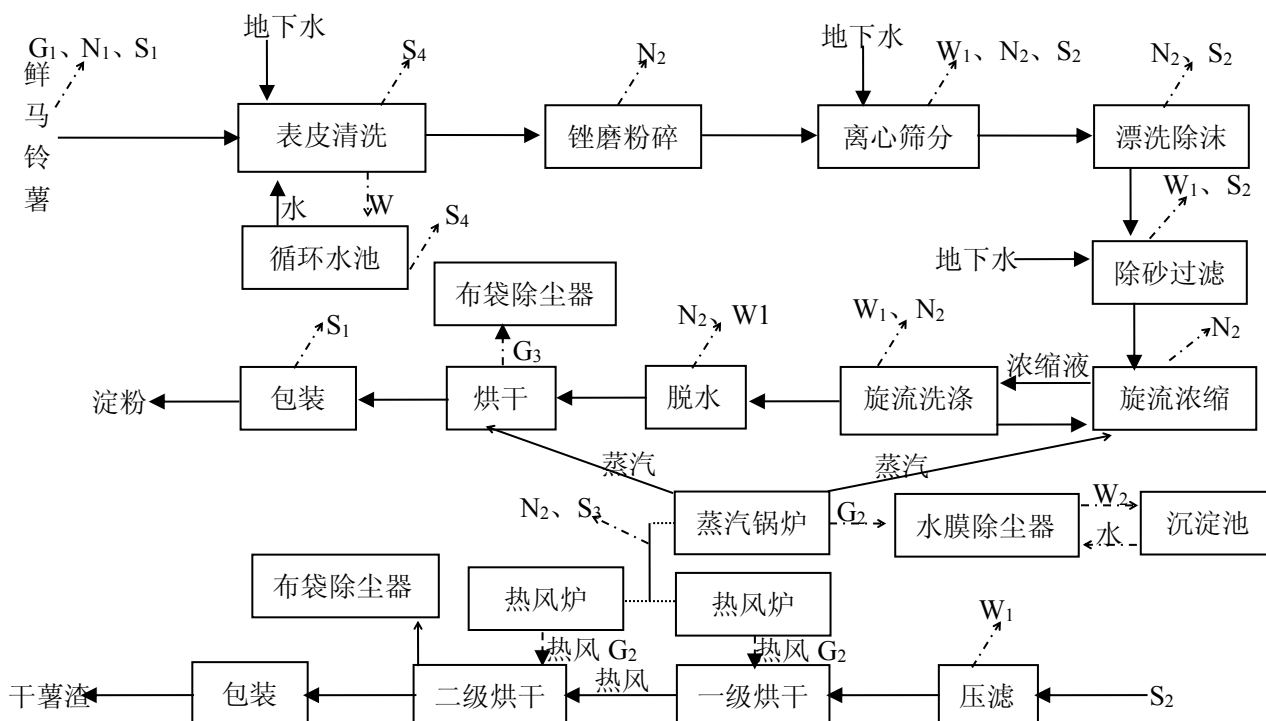 G₁、N₁、S₁
鲜马铃薯
地下水
S₄
表皮清洗
水
W
循环水池
S₄
N₂
锉磨粉碎
地下水
W₁、N₂、S₂
离心筛分
N₂、S₂
漂洗除沫
W₁、S₂
地下水
除砂过滤
N₂
旋流浓缩
浓缩液
W₁、N₂
旋流洗涤
N₂、W1
脱水
布袋除尘器
G₃
烘干
S₁
包装
淀粉
蒸汽
蒸汽
N₂、S₃
蒸汽锅炉
G₂
水膜除尘器
W₂
水
沉淀池
布袋除尘器
热风炉
热风炉
热风 G₂
热风 G₂
W₁
干薯渣
包装
二级烘干
热风
一级烘干
压滤
S₂